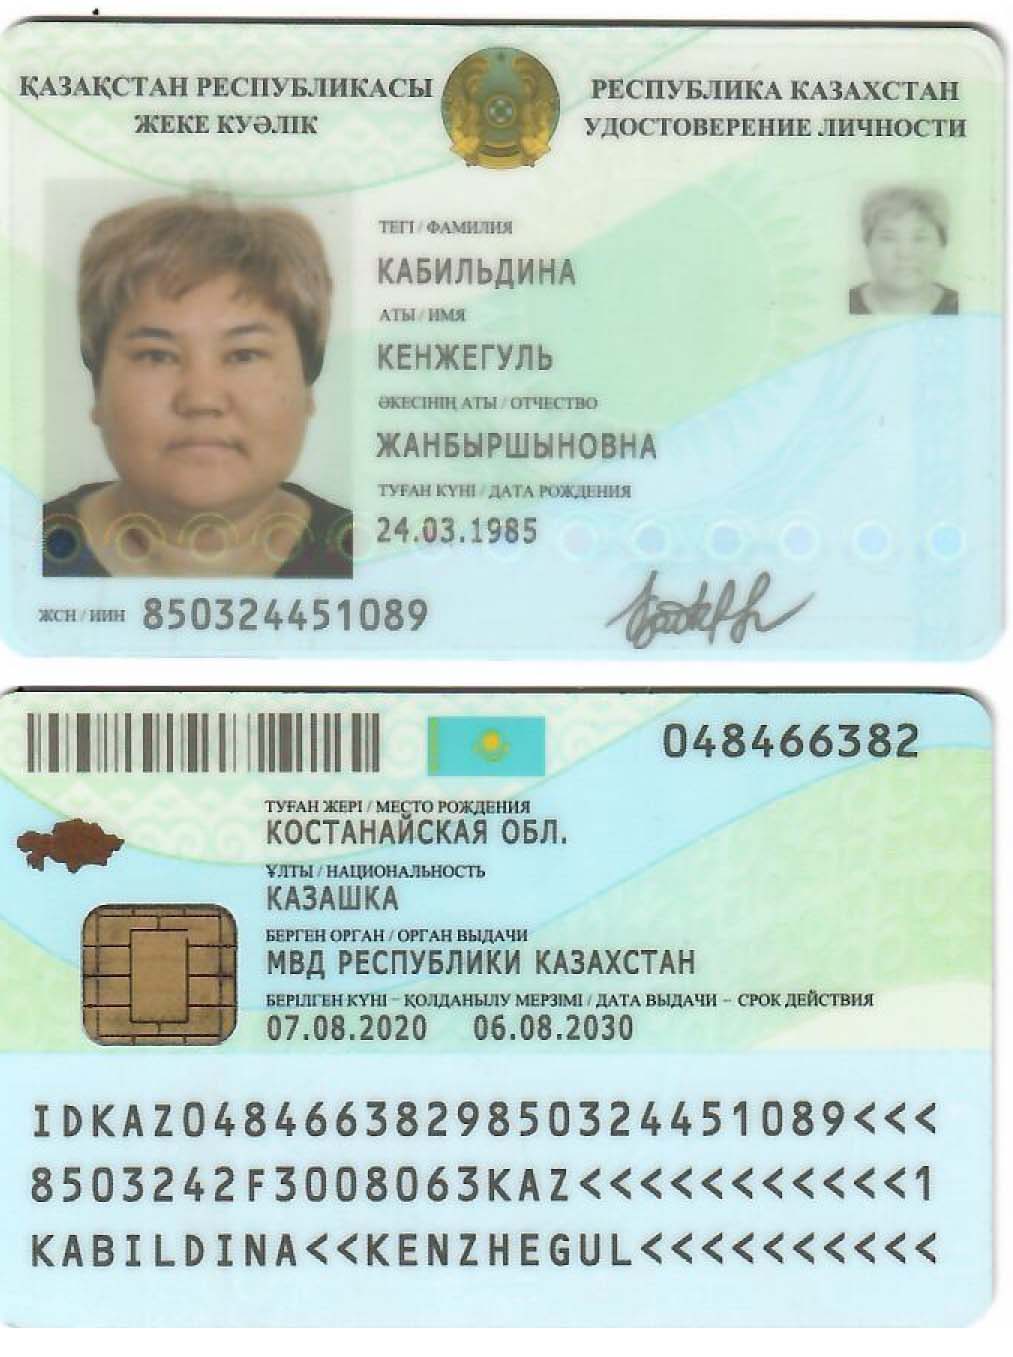 ҚАЗАҚСТАН РЕСПУБЛИКАСЫ
ЖЕКЕ КУӘЛІК
РЕСПУБЛИКА КАЗАХСТАН
УДОСТОВЕРЕНИЕ ЛИЧНОСТИ
ТЕГІ / ФАМИЛИЯ
КАБИЛЬДИНА
АТЫ / ИМЯ
КЕНЖЕГУЛЬ
ӘКЕСІНІҢ АТЫ / ОТЧЕСТВО
ЖАНБЫРШЫНОВНА
ТУҒАН КҮНІ / ДАТА РОЖДЕНИЯ
24.03.1985
ЖСН / ИИН 850324451089
048466382
ТУҒАН ЖЕРІ / МЕСТО РОЖДЕНИЯ
КОСТАНАЙСКАЯ ОБЛ.
ҰЛТЫ / НАЦИОНАЛЬНОСТЬ
КАЗАШКА
БЕРГЕН ОРГАН / ОРГАН ВЫДАЧИ
МВД РЕСПУБЛИКИ КАЗАХСТАН
БЕРІЛГЕН КҮНІ – ҚОЛДАНЫЛУ МЕРЗІМІ / ДАТА ВЫДАЧИ – СРОК ДЕЙСТВИЯ
07.08.2020 06.08.2030
IDKAZ0484663829850324451089<<<
8503242F3008063KAZ<<<<<<<<<<<1
KABILDINA<<KENZHEGUL<<<<<<<<<<